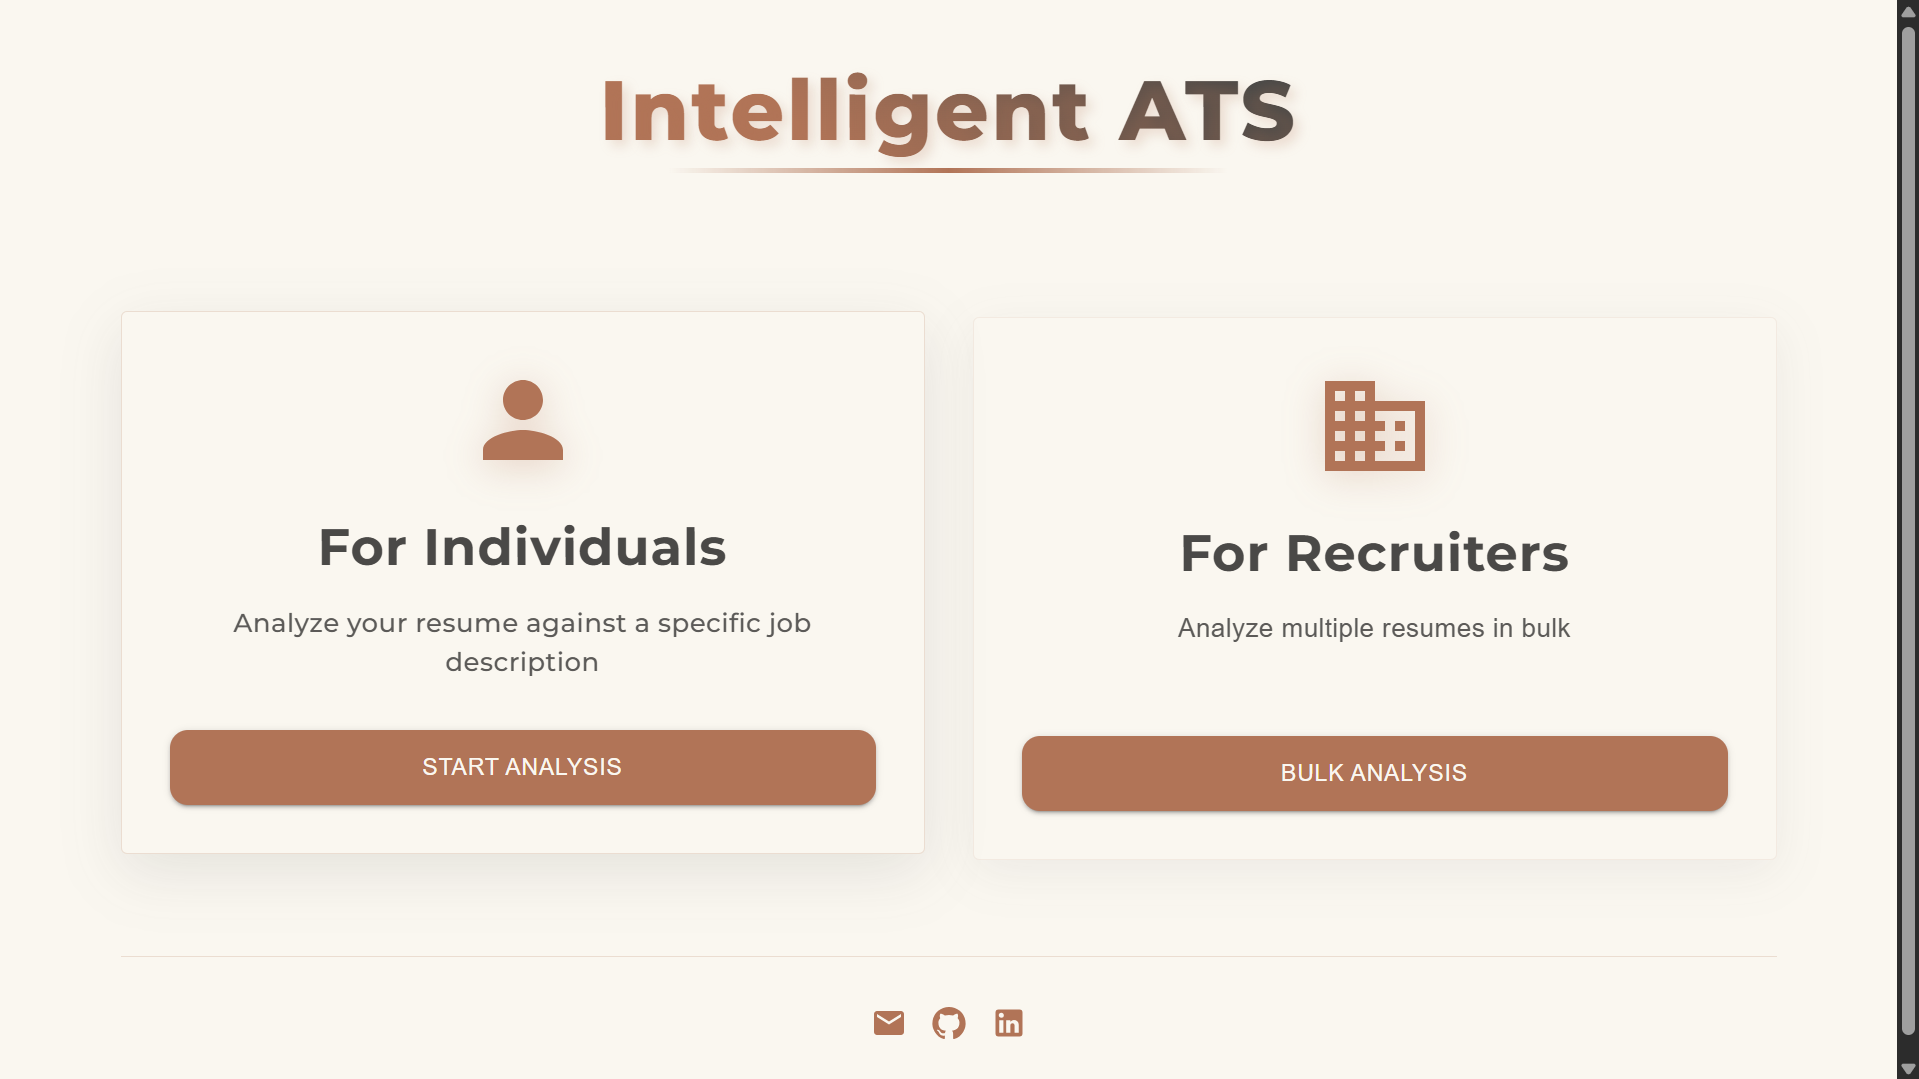 Intelligent ATS
For Individuals
Analyze your resume against a specific job
description
START ANALYSIS
For Recruiters
Analyze multiple resumes in bulk
BULK ANALYSIS